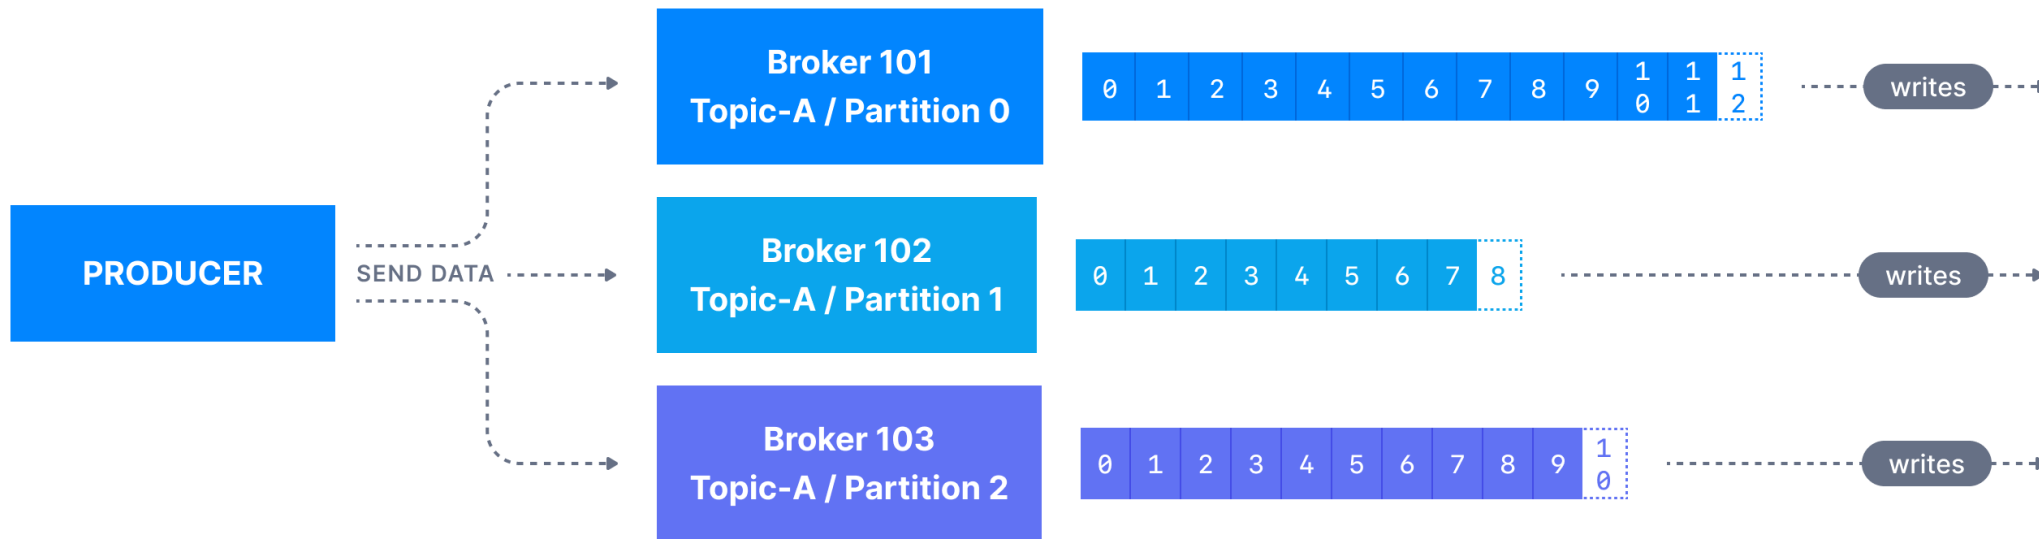 Broker 101
Topic-A / Partition 0
0 1 2 3 4 5 6 7 8 9 10 11 12
writes
PRODUCER
SEND DATA
Broker 102
Topic-A / Partition 1
0 1 2 3 4 5 6 7 8
writes
Broker 103
Topic-A / Partition 2
0 1 2 3 4 5 6 7 8 9 10
writes